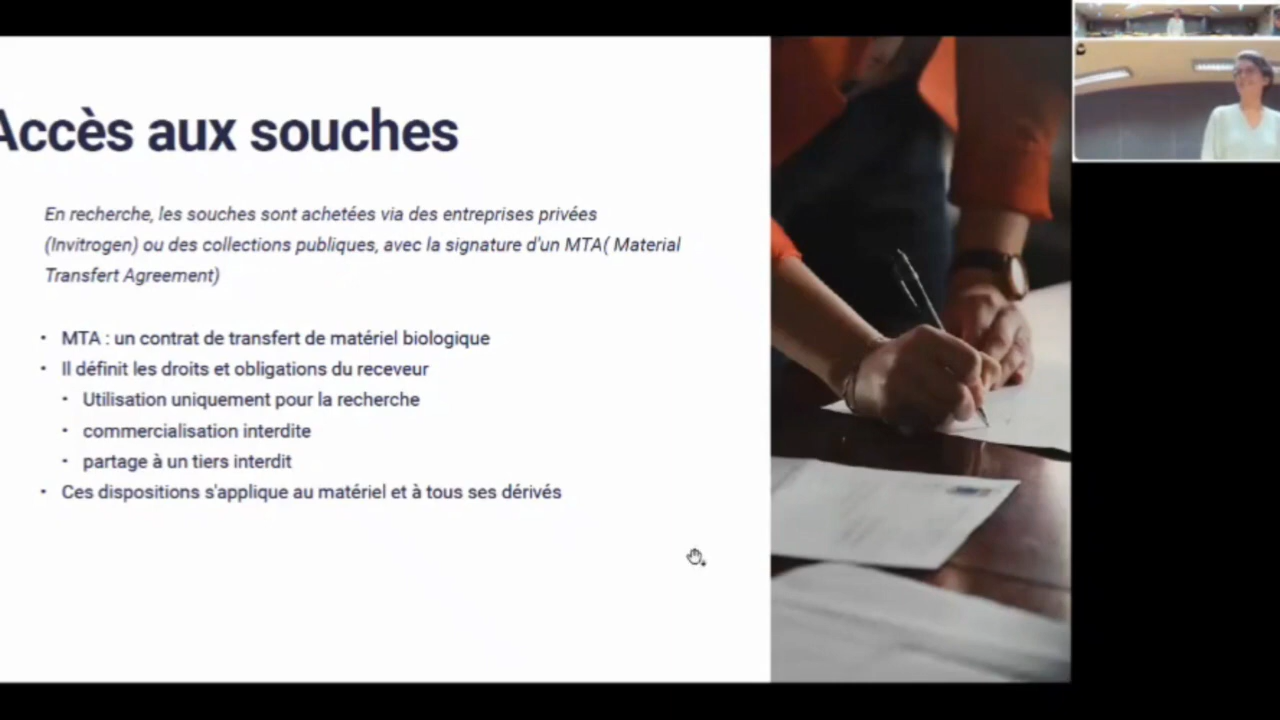 Accès aux souches
En recherche, les souches sont achetées via des entreprises privées
(Invitrogen) ou des collections publiques, avec la signature d'un MTA( Material
Transfert Agreement)
• MTA : un contrat de transfert de matériel biologique
• Il définit les droits et obligations du receveur
• Utilisation uniquement pour la recherche
• commercialisation interdite
• partage à un tiers interdit
• Ces dispositions s'applique au matériel et à tous ses dérivés